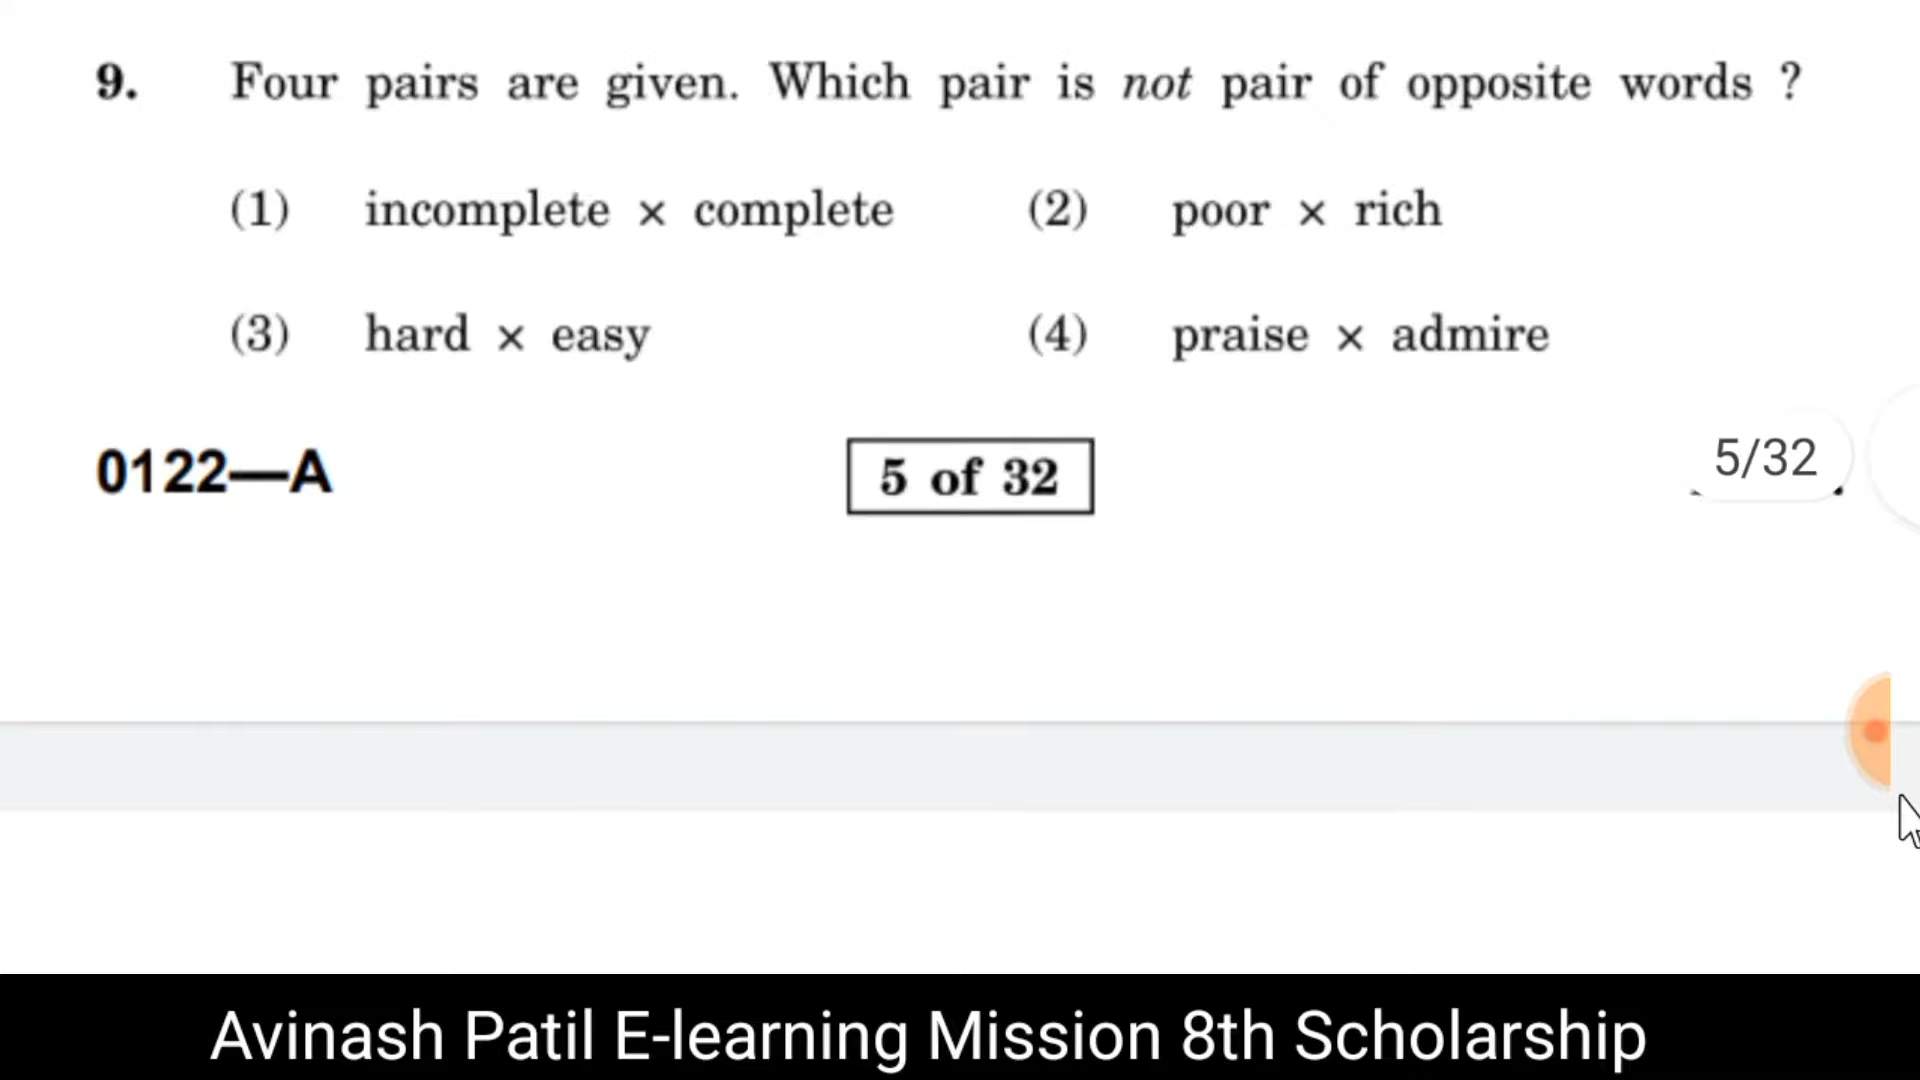 9. Four pairs are given. Which pair is not pair of opposite words ?
(1) incomplete × complete (2) poor × rich
(3) hard × easy (4) praise × admire
0122—A 5 of 32 5/32
Avinash Patil E-learning Mission 8th Scholarship